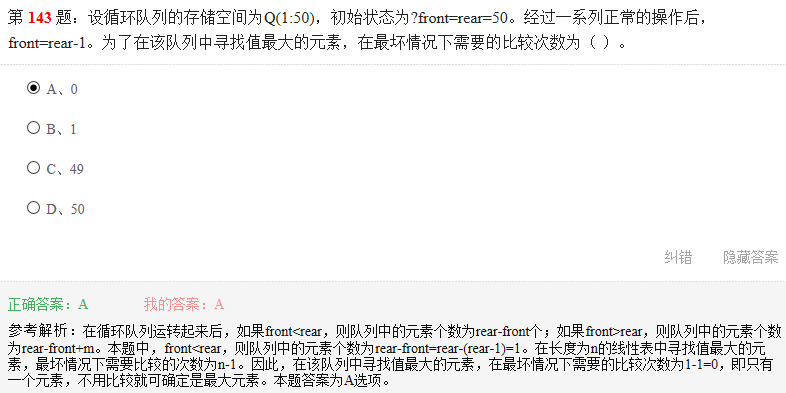 第 143 题：设循环队列的存储空间为Q(1:50)，初始状态为?front=rear=50。经过一系列正常的操作后，
front=rear-1。为了在该队列中寻找值最大的元素，在最坏情况下需要的比较次数为（ ）。
A、0
B、1
C、49
D、50
纠错 隐藏答案
正确答案：A 我的答案：A
参考解析：在循环队列运转起来后，如果front<rear，则队列中的元素个数为rear-front个；如果front>rear，则队列中的元素个数
为rear-front+m。本题中，front<rear，则队列中的元素个数为rear-front=rear-(rear-1)=1。在长度为n的线性表中寻找值最大的元
素，最坏情况下需要比较的次数为n-1。因此，在该队列中寻找值最大的元素，在最坏情况下需要的比较次数为1-1=0，即只有
一个元素，不用比较就可确定是最大元素。本题答案为A选项。